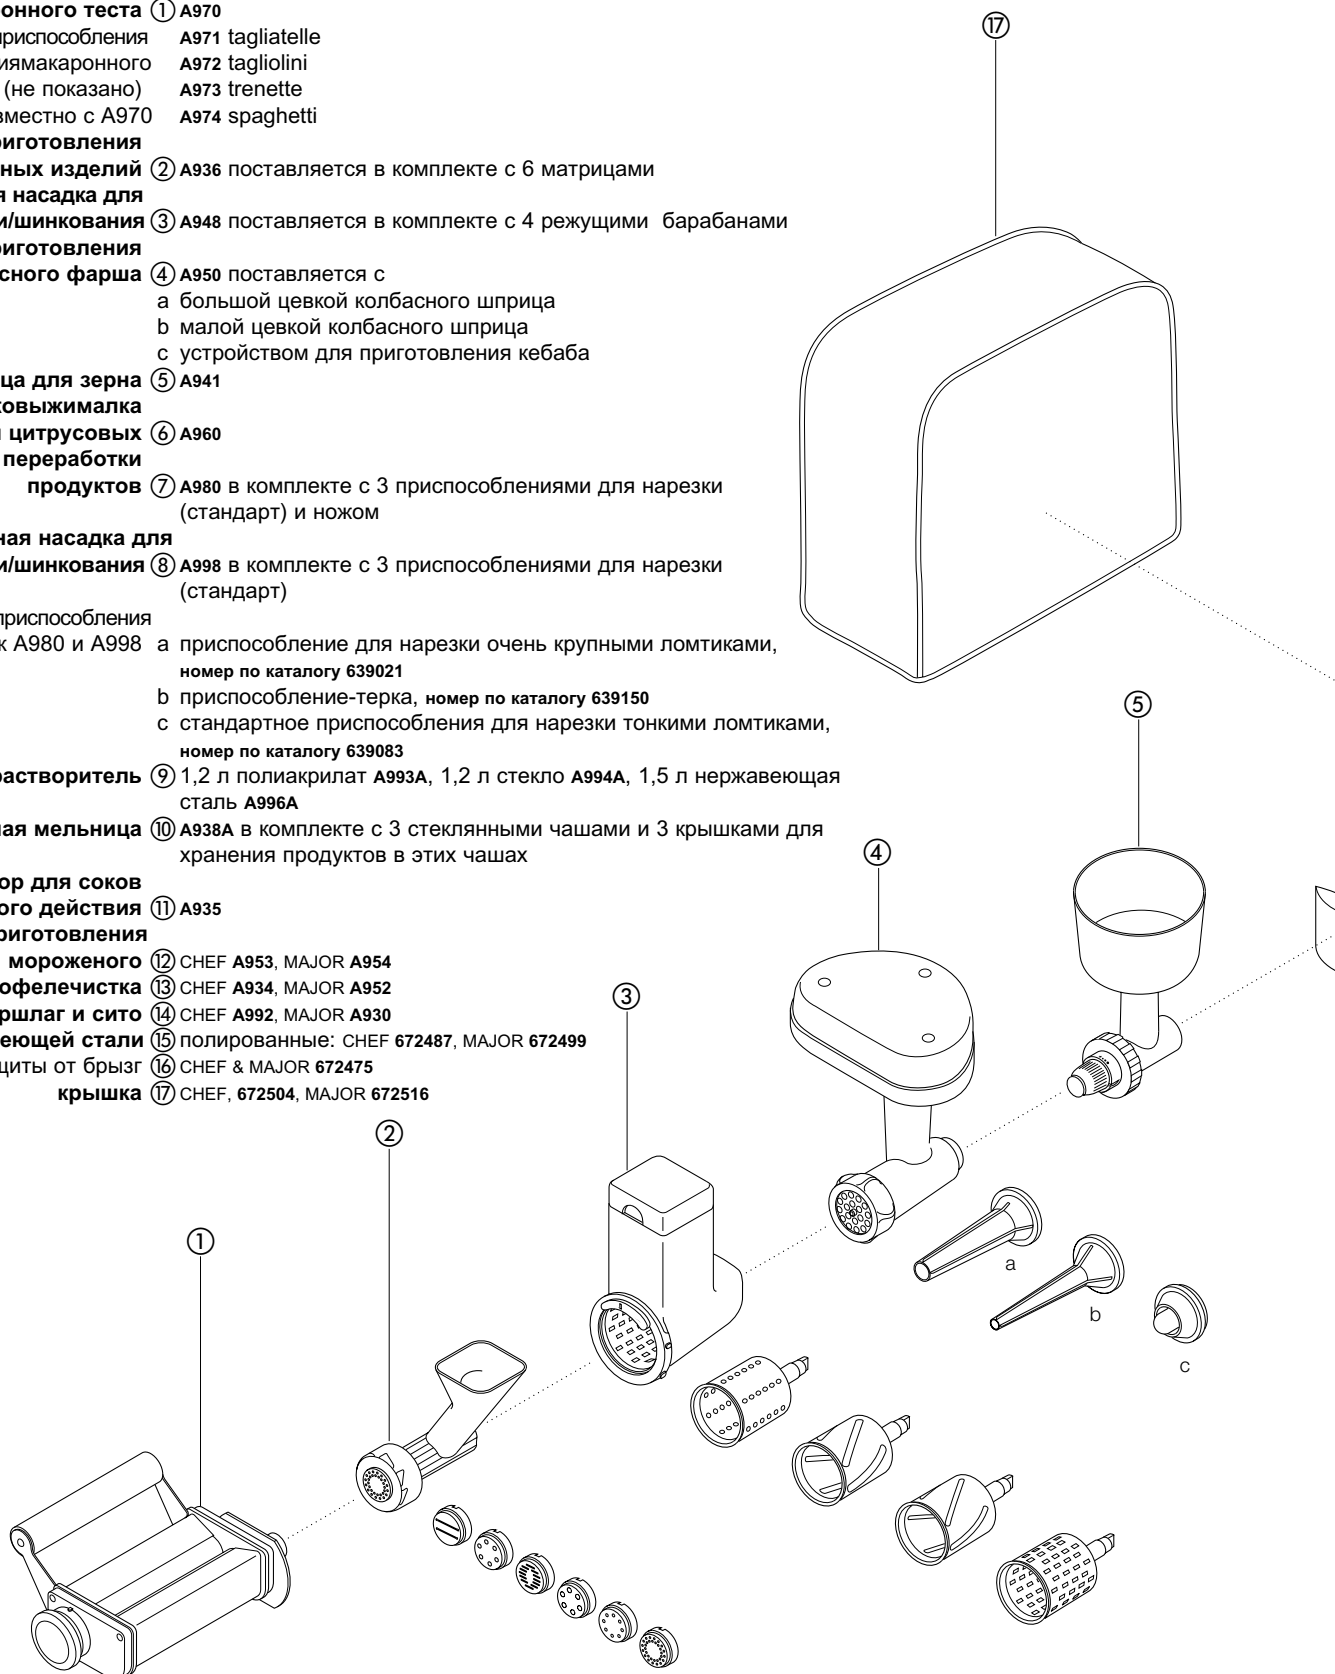 онного теста ① A970
приспособления A971 tagliatelle
иямакаронного A972 tagliolini
(не показано) A973 trenette
вместно с A970 A974 spaghetti
риготовления
ных изделий ② A936 поставляется в комплекте с 6 матрицами
я насадка для
и/шинкования ③ A948 поставляется в комплекте с 4 режущими барабанами
риготовления
сного фарша ④ A950 поставляется с
a большой цевкой колбасного шприца
b малой цевкой колбасного шприца
c устройством для приготовления кебаба
ца для зерна ⑤ A941
ковыжималка
я цитрусовых ⑥ A960
переработки
продуктов ⑦ A980 в комплекте с 3 приспособлениями для нарезки
(стандарт) и ножом
ная насадка для
и/шинкования ⑧ A998 в комплекте с 3 приспособлениями для нарезки
(стандарт)
приспособления
к A980 и A998 a приспособление для нарезки очень крупными ломтиками,
номер по каталогу 639021
b приспособление-терка, номер по каталогу 639150
c стандартное приспособления для нарезки тонкими ломтиками,
номер по каталогу 639083
растворитель ⑨ 1,2 л полиакрилат A993A, 1,2 л стекло A994A, 1,5 л нержавеющая
сталь A996A
ная мельница ⑩ A938A в комплекте с 3 стеклянными чашами и 3 крышками для
хранения продуктов в этих чашах
ор для соков
ого действия ⑪ A935
риготовления
мороженого ⑫ CHEF A953, MAJOR A954
офелечистка ⑬ CHEF A934, MAJOR A952
ршлаг и сито ⑭ CHEF A992, MAJOR A930
еющей стали ⑮ полированные: CHEF 672487, MAJOR 672499
циты от брызг ⑯ CHEF & MAJOR 672475
крышка ⑰ CHEF, 672504, MAJOR 672516
⑰
⑤
④
③
②
①
a
b
c